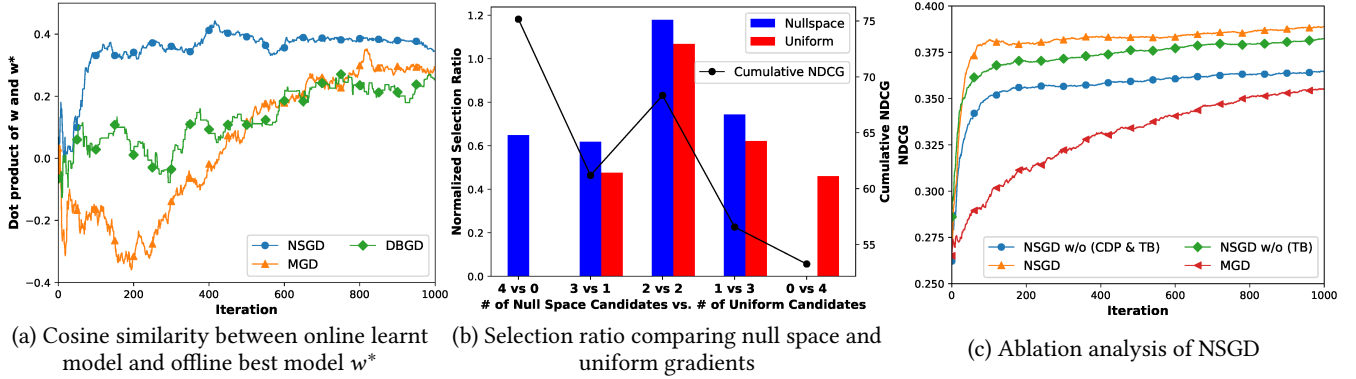 Dot product of w and w*
0.4
0.2
0.0
−0.2
−0.4
0 200 400 600 800 1000
Iteration
NSGD
MGD
DBGD
(a) Cosine similarity between online learnt
model and offline best model w*
Normalized Selection Ratio
1.2
1.0
0.8
0.6
0.4
0.2
0.0
Nullspace
Uniform
Cumulative NDCG
75
70
65
60
55
Cumulative NDCG
4 vs 0 3 vs 1 2 vs 2 1 vs 3 0 vs 4
# of Null Space Candidates vs. # of Uniform Candidates
(b) Selection ratio comparing null space and
uniform gradients
NDCG
0.400
0.375
0.350
0.325
0.300
0.275
0.250
0 200 400 600 800 1000
Iteration
NSGD w/o (CDP & TB)
NSGD
NSGD w/o (TB)
MGD
(c) Ablation analysis of NSGD